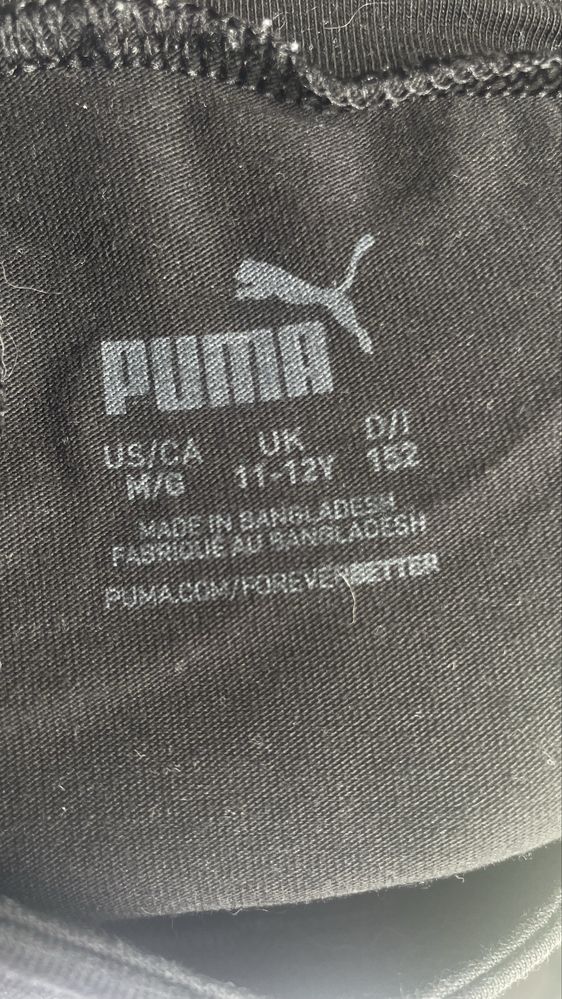 PUMA
US/CA UK D/I
M/G 11-12Y 152
MADE IN BANGLADESH
FABRIQUÉ AU BANGLADESH
PUMA.COM/FOREVERBETTER